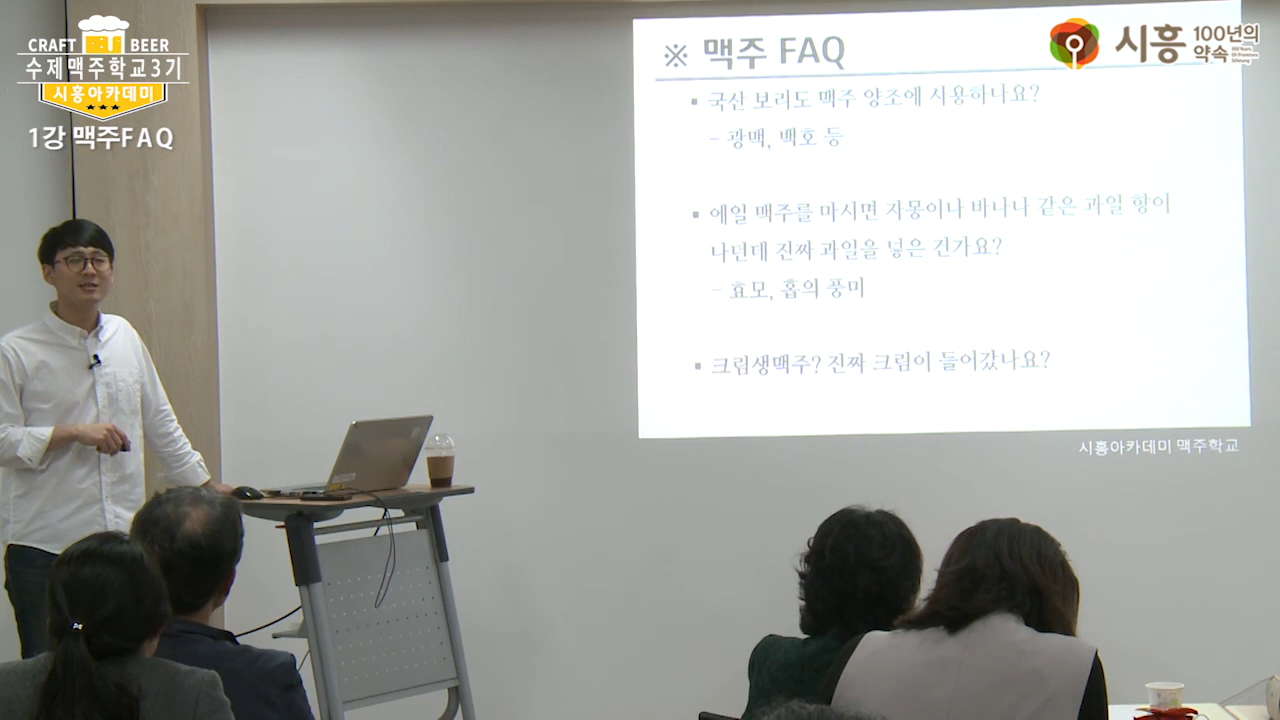 CRAFT BEER
수제맥주학교3기
시흥아카데미
1강 맥주FAQ
시흥 100년의 약속
※ 맥주 FAQ
국산 보리도 맥주 양조에 사용하나요?
- 광맥, 백호 등
에일 맥주를 마시면 자몽이나 바나나 같은 과일 향이
나던데 진짜 과일을 넣은 건가요?
- 효모, 홉의 풍미
크림생맥주? 진짜 크림이 들어갔나요?
시흥아카데미 맥주학교